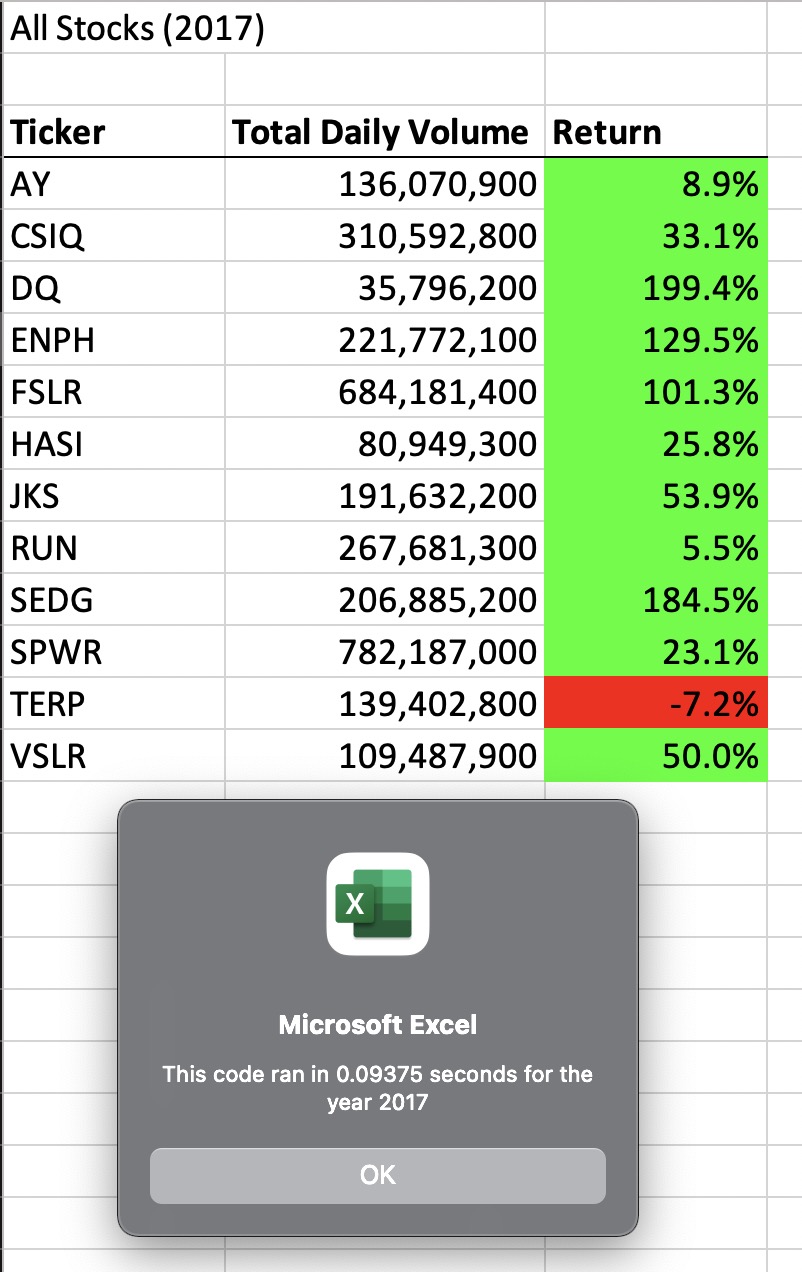 All Stocks (2017)
Ticker Total Daily Volume Return
AY 136,070,900 8.9%
CSIQ 310,592,800 33.1%
DQ 35,796,200 199.4%
ENPH 221,772,100 129.5%
FSLR 684,181,400 101.3%
HASI 80,949,300 25.8%
JKS 191,632,200 53.9%
RUN 267,681,300 5.5%
SEDG 206,885,200 184.5%
SPWR 782,187,000 23.1%
TERP 139,402,800 -7.2%
VSLR 109,487,900 50.0%
X
Microsoft Excel
This code ran in 0.09375 seconds for the
year 2017
OK